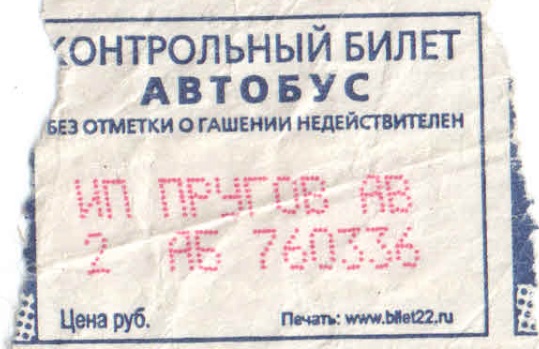 КОНТРОЛЬНЫЙ БИЛЕТ
АВТОБУС
БЕЗ ОТМЕТКИ О ГАШЕНИИ НЕДЕЙСТВИТЕЛЕН
ИП ПРУГОВ АВ
2 АБ 760336
Цена руб.
Печать: www.bilet22.ru